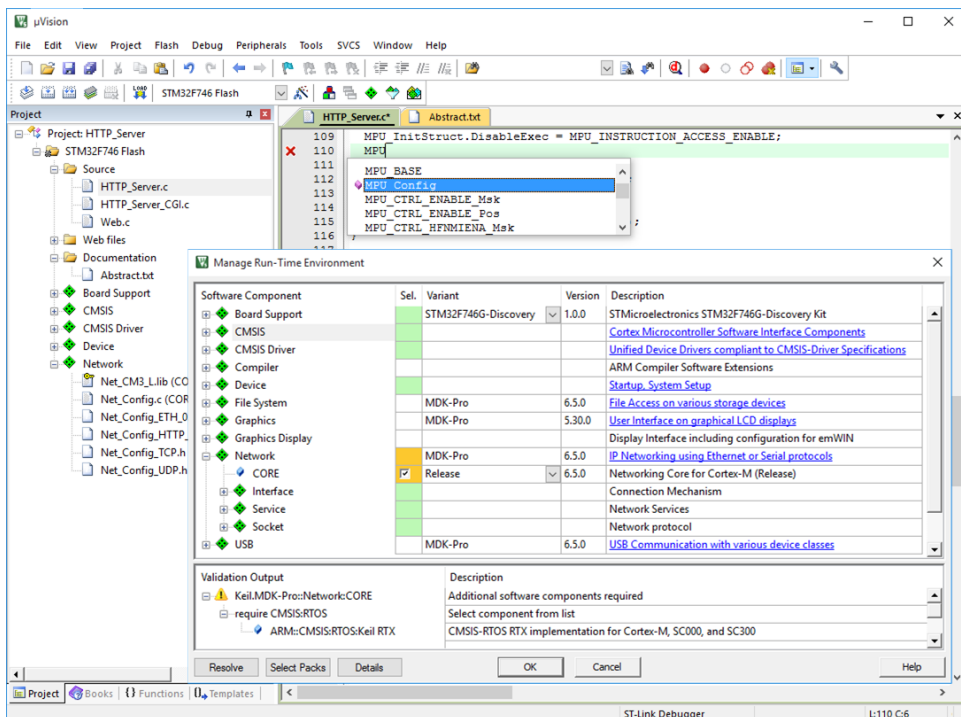 µVision
File Edit View Project Flash Debug Peripherals Tools SVCS Window Help
LOAD STM32F746 Flash
Project
HTTP_Server.c* Abstract.txt
Project: HTTP_Server
STM32F746 Flash
Source
HTTP_Server.c
HTTP_Server_CGI.c
Web.c
Web files
Documentation
Abstract.txt
Board Support
CMSIS
CMSIS Driver
Device
Network
Net_CM3_L.lib (CO
Net_Config.c (COR
Net_Config_ETH_0
Net_Config_HTTP_
Net_Config_TCP.h
Net_Config_UDP.h
109 MPU_InitStruct.DisableExec = MPU_INSTRUCTION_ACCESS_ENABLE;
110 MPU
111
112
113
114
115 ;
116
MPU_BASE
MPU_Config
MPU_CTRL_ENABLE_Msk
MPU_CTRL_ENABLE_Pos
MPU_CTRL_HFNMIENA_Msk
Manage Run-Time Environment
Software Component Sel. Variant Version Description
Board Support STM32F746G-Discovery 1.0.0 STMicroelectronics STM32F746G-Discovery Kit
CMSIS Cortex Microcontroller Software Interface Components
CMSIS Driver Unified Device Drivers compliant to CMSIS-Driver Specifications
Compiler ARM Compiler Software Extensions
Device Startup, System Setup
File System MDK-Pro 6.5.0 File Access on various storage devices
Graphics MDK-Pro 5.30.0 User Interface on graphical LCD displays
Graphics Display Display Interface including configuration for emWIN
Network MDK-Pro 6.5.0 IP Networking using Ethernet or Serial protocols
CORE Release 6.5.0 Networking Core for Cortex-M (Release)
Interface Connection Mechanism
Service Network Services
Socket Network protocol
USB MDK-Pro 6.5.0 USB Communication with various device classes
Validation Output Description
Keil.MDK-Pro::Network:CORE Additional software components required
require CMSIS:RTOS Select component from list
ARM::CMSIS:RTOS:Keil RTX CMSIS-RTOS RTX implementation for Cortex-M, SC000, and SC300
Resolve Select Packs Details OK Cancel Help
Project Books {} Functions Templates
ST-Link Debugger L:110 C:6